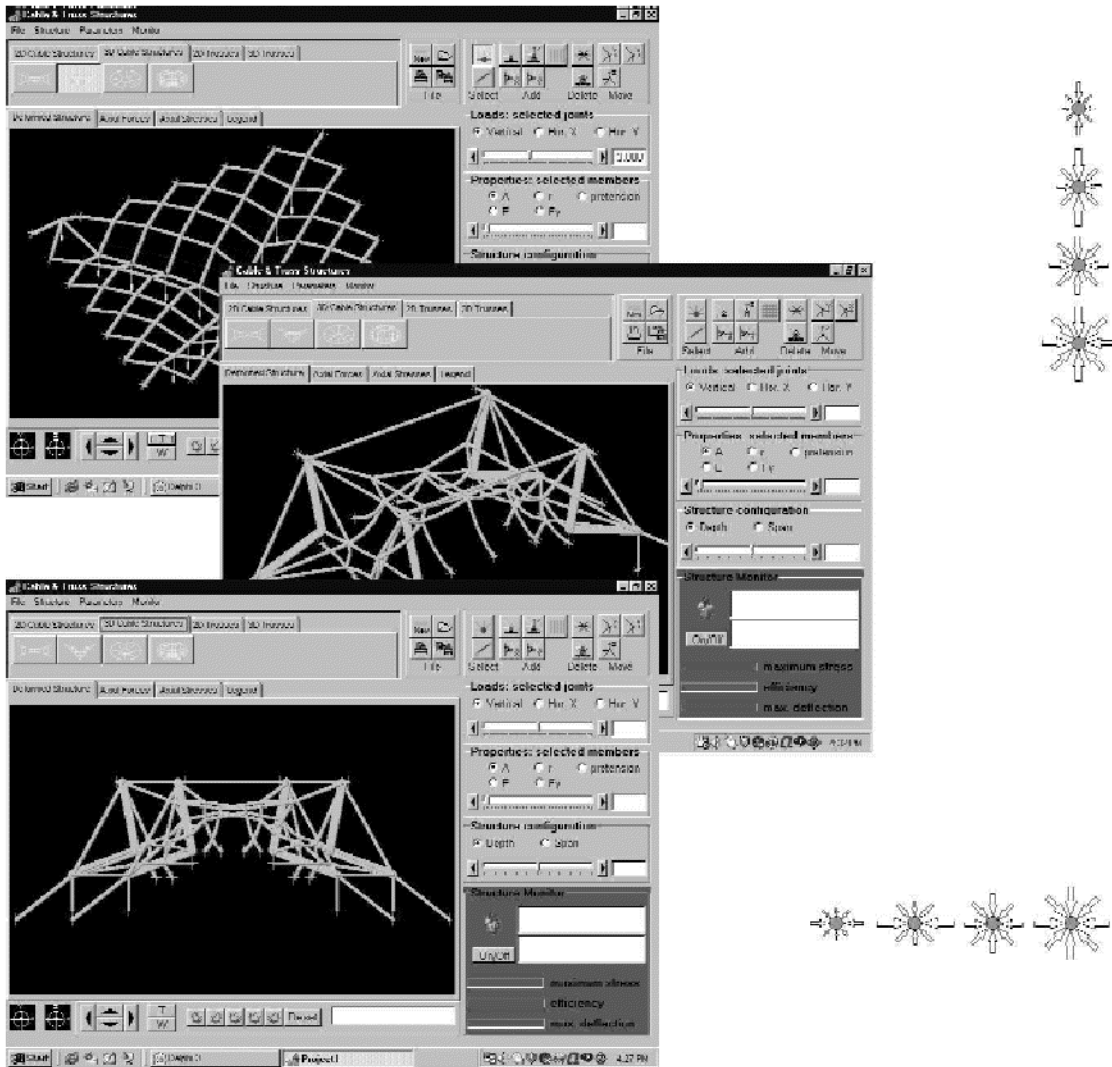 Cable & Truss Structures
File Structure Parameters Monitor
2D Cable Structures 3D Cable Structures 2D Trusses 3D Trusses
New
File Select Add Delete Move
Deformed Structure Axial Forces Axial Stresses Legend
Loads: selected joints
Vertical Hor. X Hor. Y
Properties: selected members
A r pretension
E Fy
Structure configuration
T
W
Start
Cable & Truss Structures
File Structure Parameters Monitor
2D Cable Structures 3D Cable Structures 2D Trusses 3D Trusses
New
File Select Add Delete Move
Deformed Structure Axial Forces Axial Stresses Legend
Loads: selected joints
Vertical Hor. X Hor. Y
Properties: selected members
A r pretension
E Fy
Structure configuration
Depth Span
Structure Monitor
On/Off
maximum stress
efficiency
max. deflection
Cable & Truss Structures
File Structure Parameters Monitor
2D Cable Structures 3D Cable Structures 2D Trusses 3D Trusses
New
File Select Add Delete Move
Deformed Structure Axial Forces Axial Stresses Legend
Loads: selected joints
Vertical Hor. X Hor. Y
Properties: selected members
A r pretension
E Fy
Structure configuration
Depth Span
Structure Monitor
On/Off
maximum stress
efficiency
max. deflection
T
W
Start Project1 4:27 PM